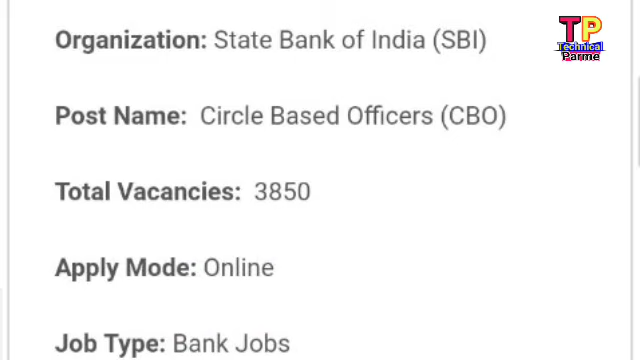 TP
Technical
Parme
Organization: State Bank of India (SBI)
Post Name: Circle Based Officers (CBO)
Total Vacancies: 3850
Apply Mode: Online
Job Type: Bank Jobs